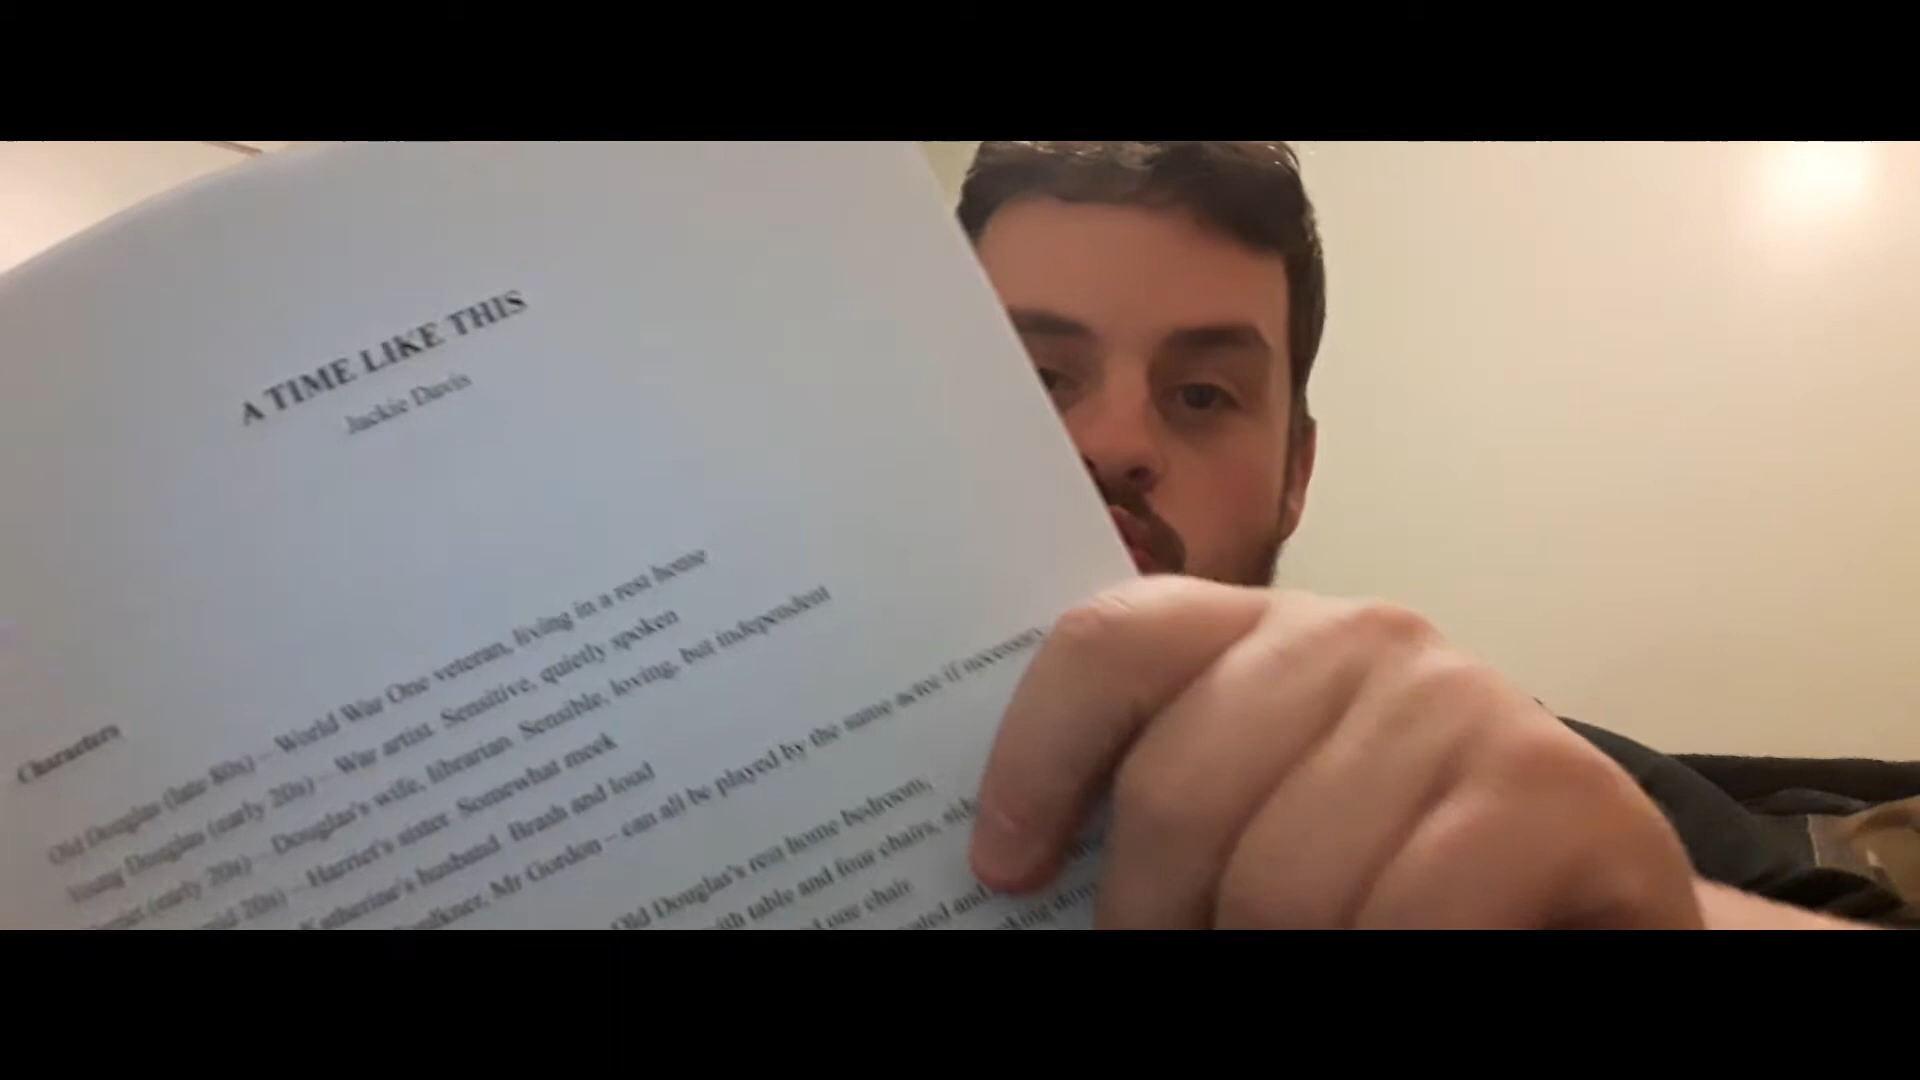 A TIME LIKE THIS
Jackie Davis
Characters
Old Douglas (late 80s) – World War One veteran, living in a rest home
Young Douglas (early 20s) – War artist. Sensitive, quietly spoken
(early 20s) – Douglas's wife, librarian. Sensible, loving, but independent
mid 20s) – Harriet's sister. Somewhat meek
Katherine's husband. Brash and loud
Mr Gordon – can all be played by the same actor if necessary
Old Douglas's rest home bedroom,
with table and four chairs,
one chair
and